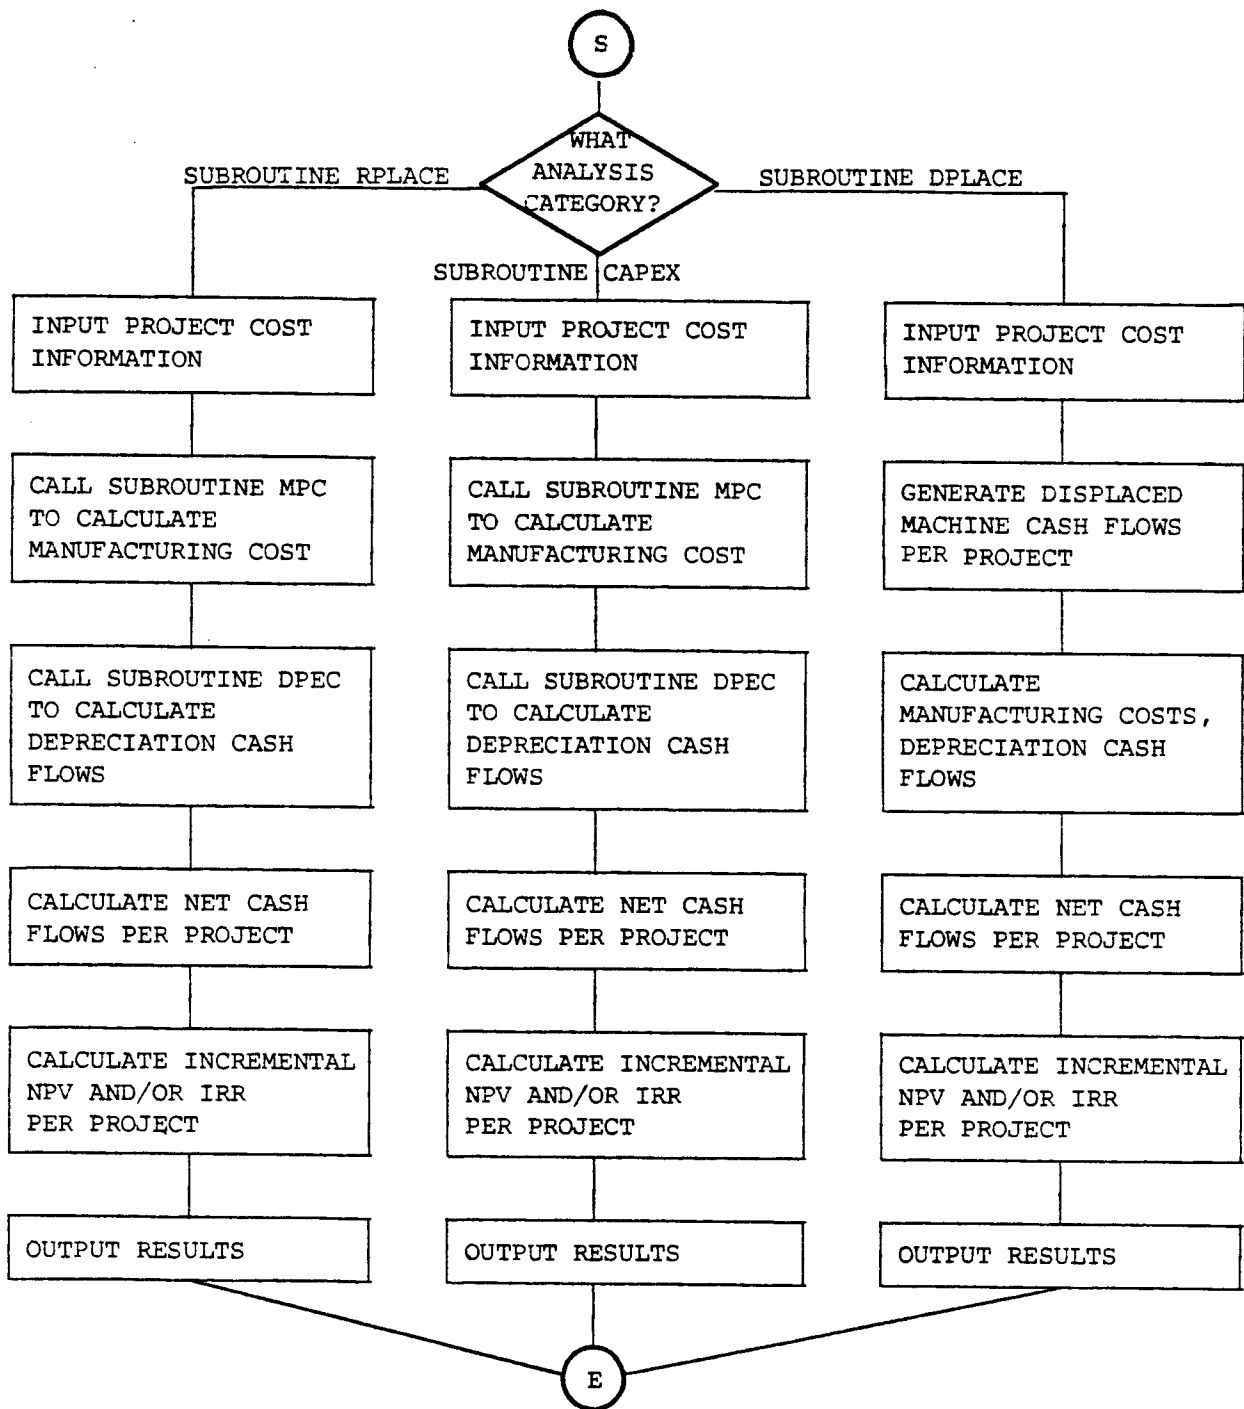 S
WHAT
ANALYSIS
CATEGORY?
SUBROUTINE RPLACE
SUBROUTINE DPLACE
SUBROUTINE CAPEX
INPUT PROJECT COST
INFORMATION
CALL SUBROUTINE MPC
TO CALCULATE
MANUFACTURING COST
CALL SUBROUTINE DPEC
TO CALCULATE
DEPRECIATION CASH
FLOWS
CALCULATE NET CASH
FLOWS PER PROJECT
CALCULATE INCREMENTAL
NPV AND/OR IRR
PER PROJECT
OUTPUT RESULTS
INPUT PROJECT COST
INFORMATION
CALL SUBROUTINE MPC
TO CALCULATE
MANUFACTURING COST
CALL SUBROUTINE DPEC
TO CALCULATE
DEPRECIATION CASH
FLOWS
CALCULATE NET CASH
FLOWS PER PROJECT
CALCULATE INCREMENTAL
NPV AND/OR IRR
PER PROJECT
OUTPUT RESULTS
INPUT PROJECT COST
INFORMATION
GENERATE DISPLACED
MACHINE CASH FLOWS
PER PROJECT
CALCULATE
MANUFACTURING COSTS,
DEPRECIATION CASH
FLOWS
CALCULATE NET CASH
FLOWS PER PROJECT
CALCULATE INCREMENTAL
NPV AND/OR IRR
PER PROJECT
OUTPUT RESULTS
E